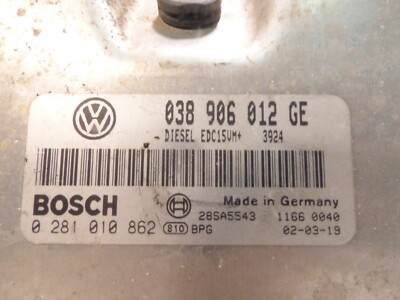 038 906 012 GE
DIESEL EDC15VM+ 3924
BOSCH
Made in Germany
28SA5543 1166 0040
0 281 010 862 810 BPG 02-03-19